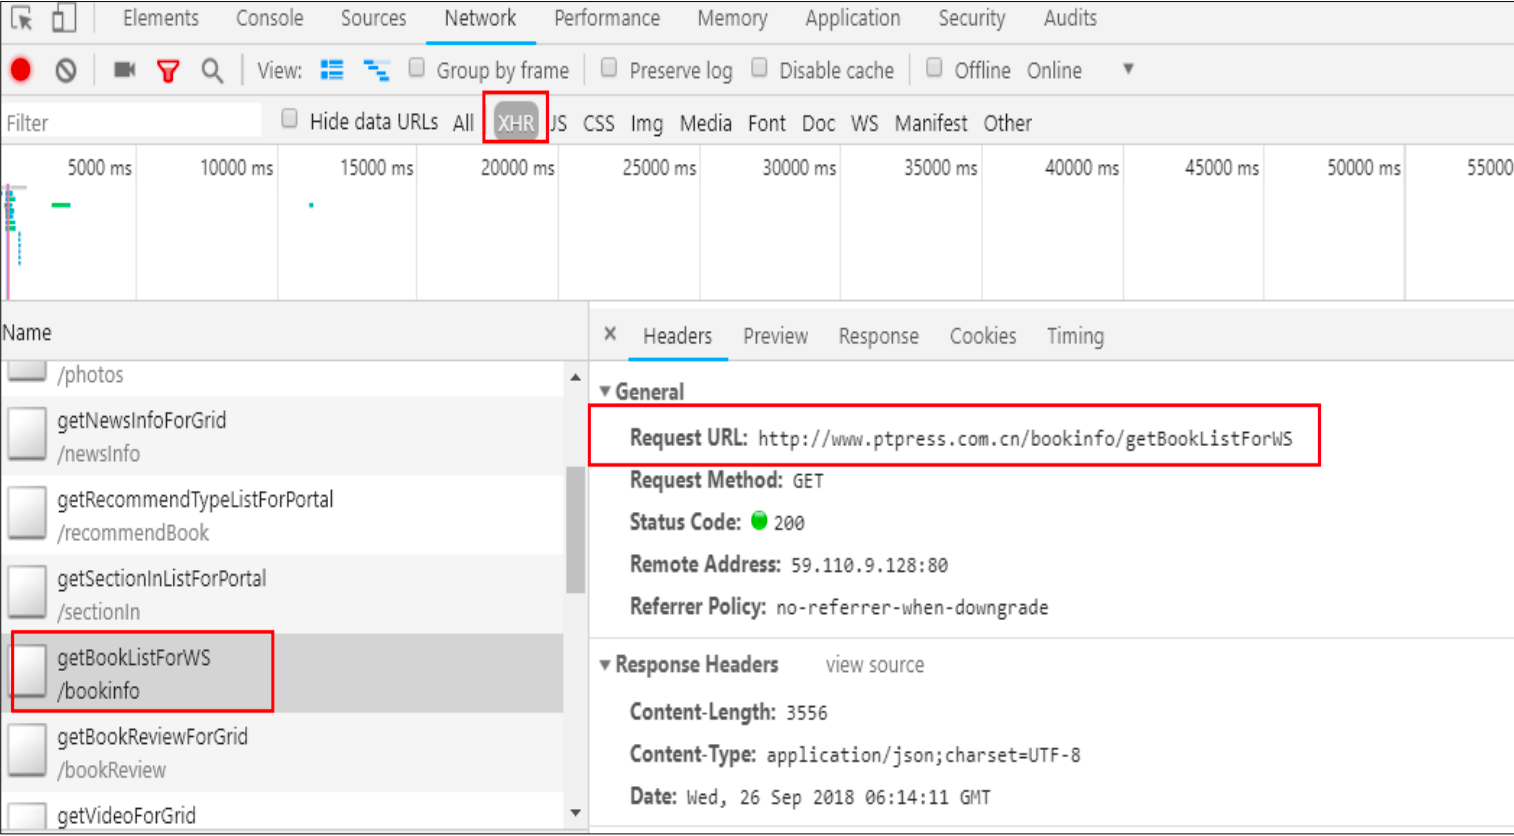 Elements Console Sources Network Performance Memory Application Security Audits
View: Group by frame Preserve log Disable cache Offline Online
Filter Hide data URLs All XHR JS CSS Img Media Font Doc WS Manifest Other
5000 ms 10000 ms 15000 ms 20000 ms 25000 ms 30000 ms 35000 ms 40000 ms 45000 ms 50000 ms 55000
Name
/photos
getNewsInfoForGrid
/newsInfo
getRecommendTypeListForPortal
/recommendBook
getSectionInListForPortal
/sectionIn
getBookListForWS
/bookinfo
getBookReviewForGrid
/bookReview
getVideoForGrid
× Headers Preview Response Cookies Timing
General
Request URL: http://www.ptpress.com.cn/bookinfo/getBookListForWS
Request Method: GET
Status Code: 200
Remote Address: 59.110.9.128:80
Referrer Policy: no-referrer-when-downgrade
Response Headers view source
Content-Length: 3556
Content-Type: application/json;charset=UTF-8
Date: Wed, 26 Sep 2018 06:14:11 GMT